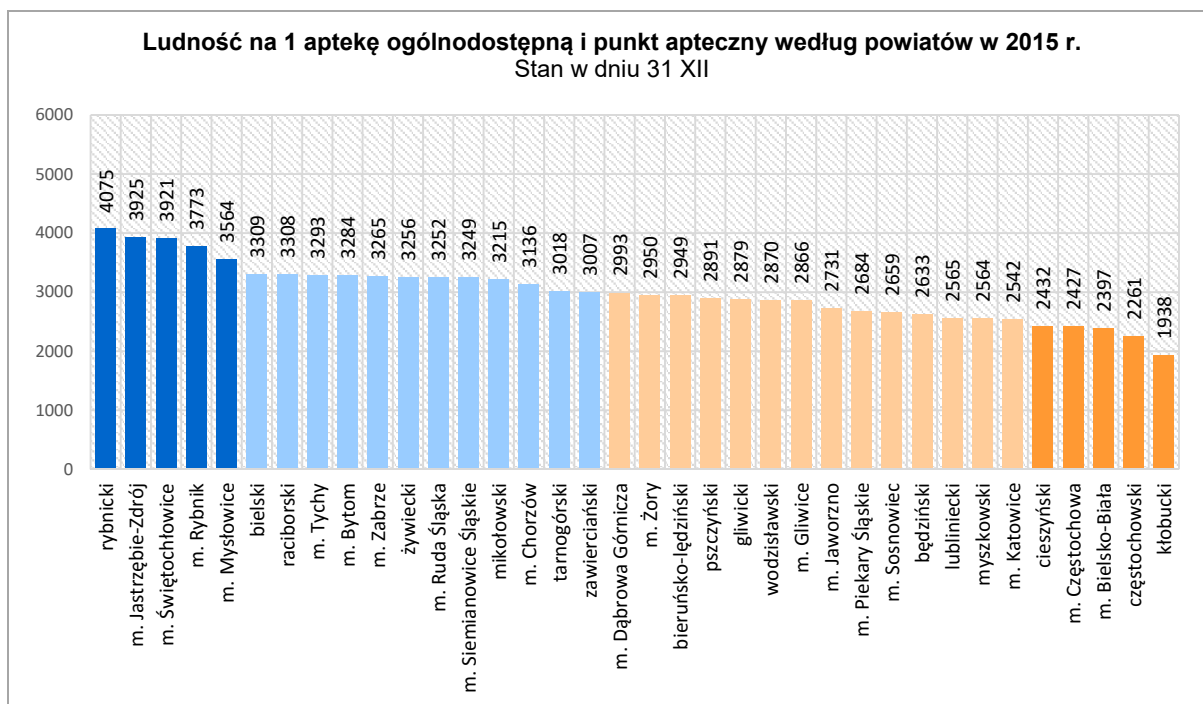 Ludność na 1 aptekę ogólnodostępną i punkt apteczny według powiatów w 2015 r.
Stan w dniu 31 XII
6000
5000
4000
3000
2000
1000
0
4075
3925
3921
3773
3564
3309
3308
3293
3284
3265
3256
3252
3249
3215
3136
3018
3007
2993
2950
2949
2891
2879
2870
2866
2731
2684
2659
2633
2565
2564
2542
2432
2427
2397
2261
1938
rybnicki
m. Jastrzębie-Zdrój
m. Świętochłowice
m. Rybnik
m. Mysłowice
bielski
raciborski
m. Tychy
m. Bytom
m. Zabrze
żywiecki
m. Ruda Śląska
m. Siemianowice Śląskie
mikołowski
m. Chorzów
tarnogórski
zawierciański
m. Dąbrowa Górnicza
m. Żory
bieruńsko-lędziński
pszczyński
gliwicki
wodzisławski
m. Gliwice
m. Jaworzno
m. Piekary Śląskie
m. Sosnowiec
będziński
lubliniecki
myszkowski
m. Katowice
cieszyński
m. Częstochowa
m. Bielsko-Biała
częstochowski
kłobucki